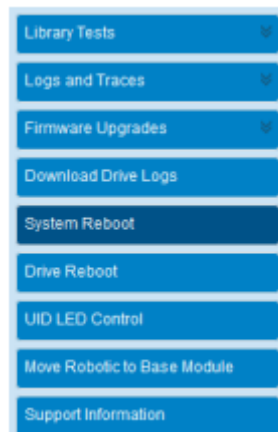 Library Tests
Logs and Traces
Firmware Upgrades
Download Drive Logs
System Reboot
Drive Reboot
UID LED Control
Move Robotic to Base Module
Support Information